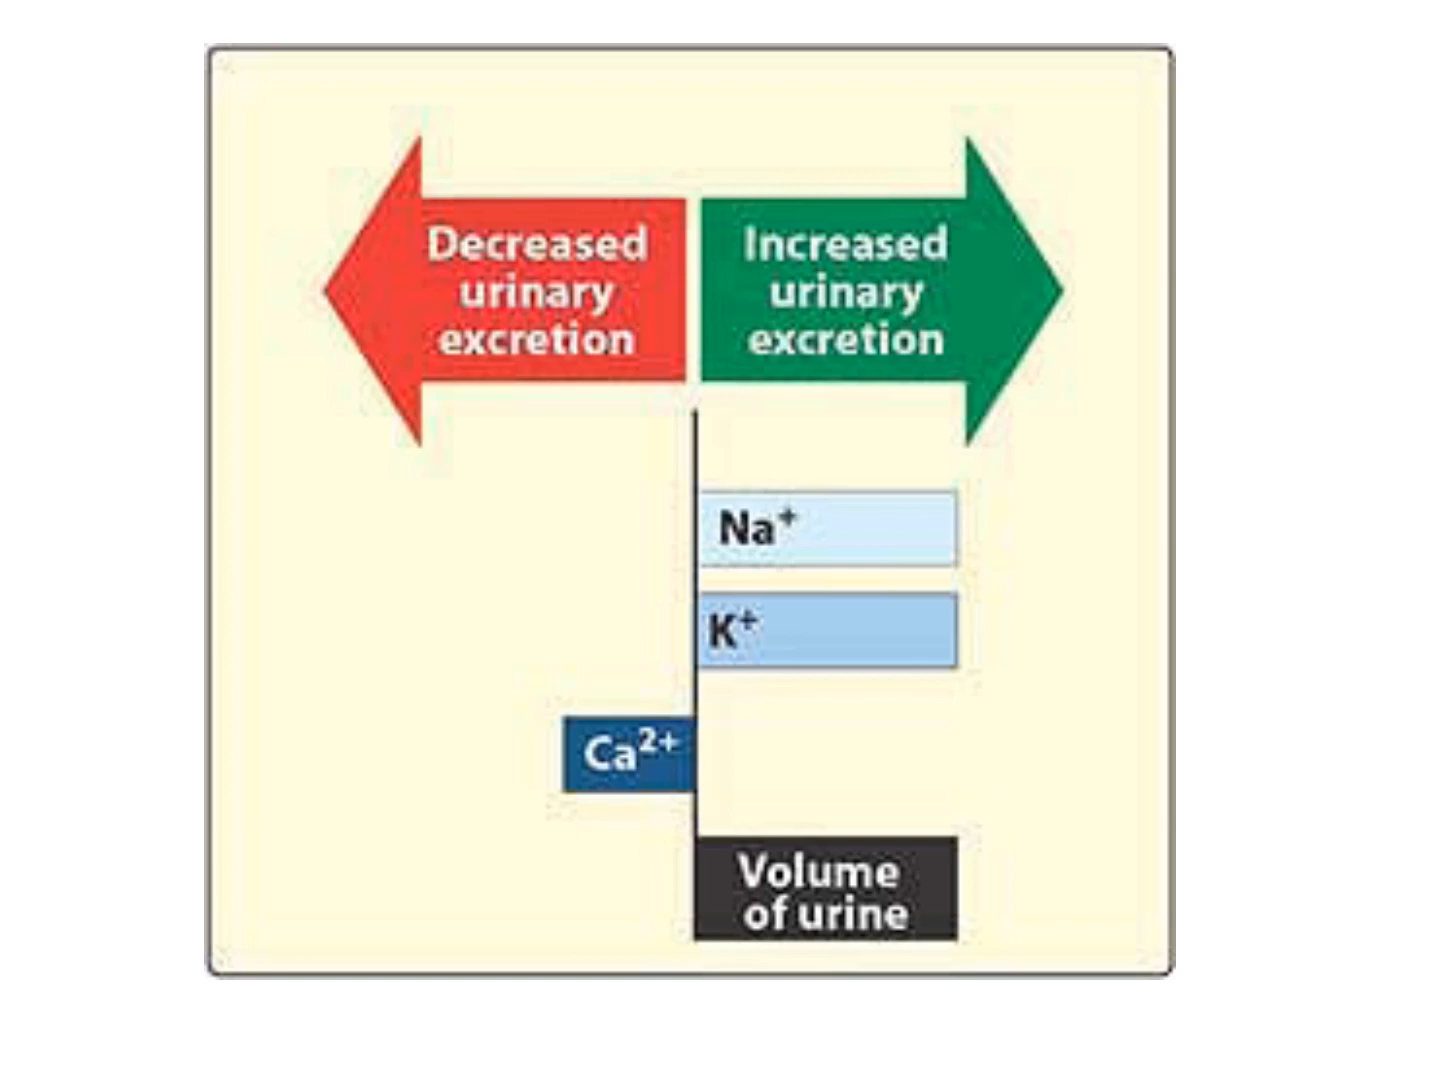 Decreased
urinary
excretion
Increased
urinary
excretion
Na⁺
K⁺
Ca²⁺
Volume
of urine